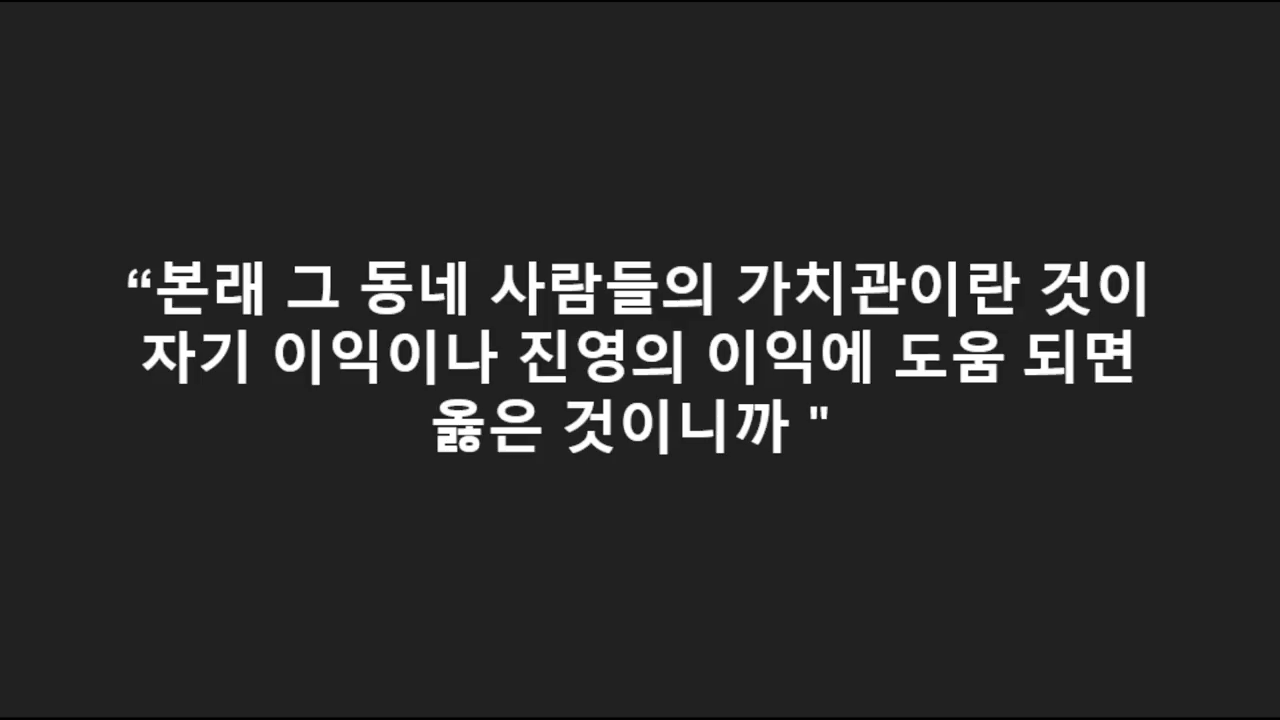 “본래 그 동네 사람들의 가치관이란 것이
자기 이익이나 진영의 이익에 도움 되면
옳은 것이니까 "